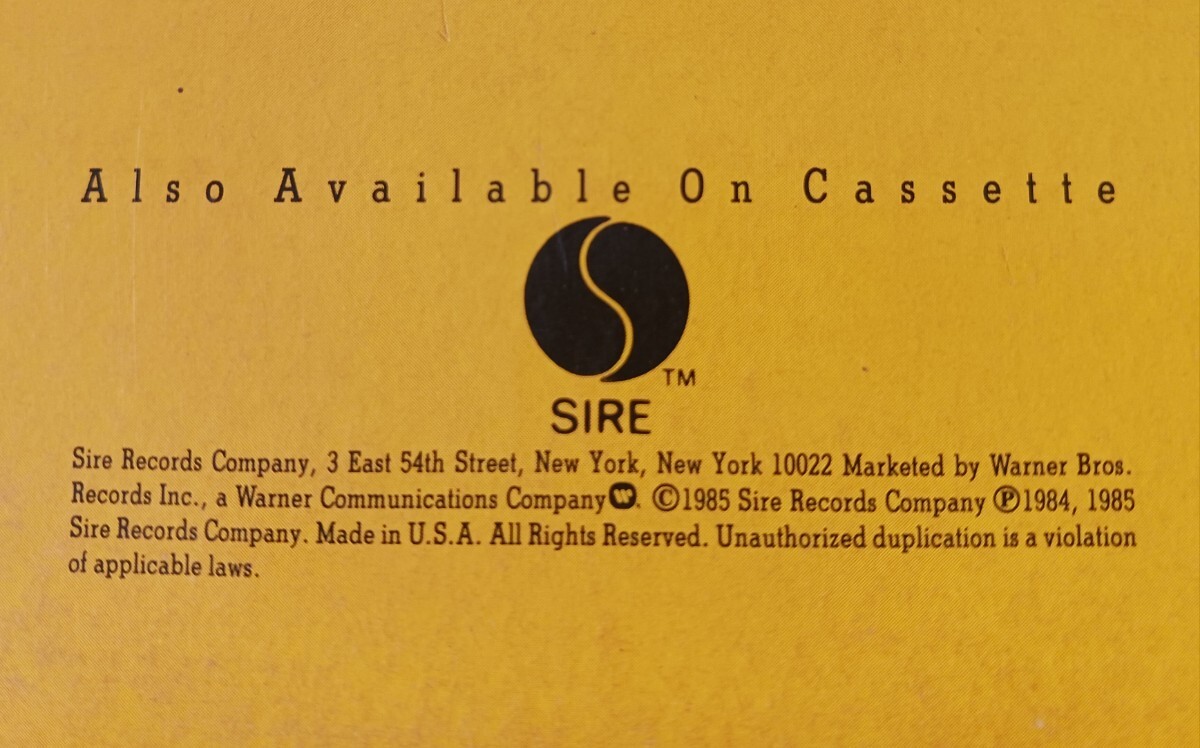 Also Available On Cassette
TM
SIRE
Sire Records Company, 3 East 54th Street, New York, New York 10022 Marketed by Warner Bros.
Records Inc., a Warner Communications Company W. ©1985 Sire Records Company ℗1984, 1985
Sire Records Company. Made in U.S.A. All Rights Reserved. Unauthorized duplication is a violation
of applicable laws.